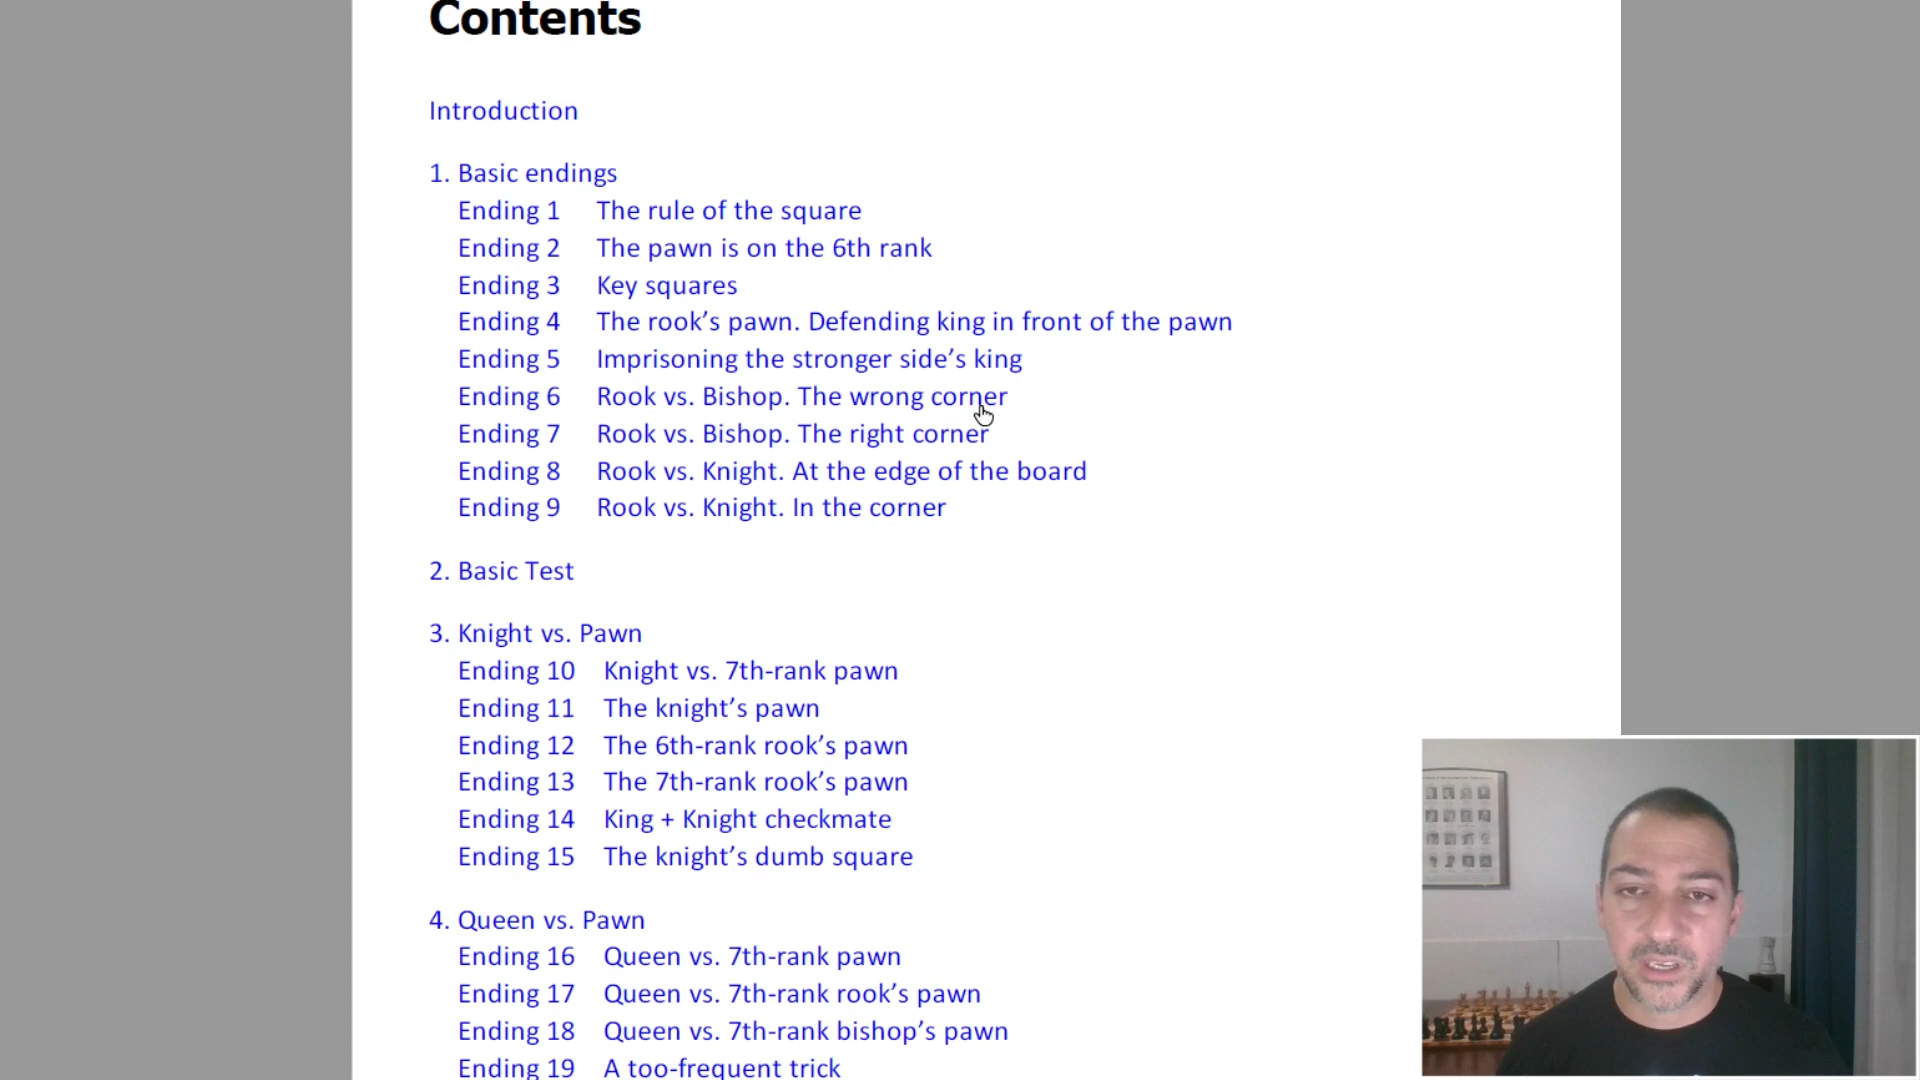 Contents
Introduction
1. Basic endings
Ending 1 The rule of the square
Ending 2 The pawn is on the 6th rank
Ending 3 Key squares
Ending 4 The rook’s pawn. Defending king in front of the pawn
Ending 5 Imprisoning the stronger side’s king
Ending 6 Rook vs. Bishop. The wrong corner
Ending 7 Rook vs. Bishop. The right corner
Ending 8 Rook vs. Knight. At the edge of the board
Ending 9 Rook vs. Knight. In the corner
2. Basic Test
3. Knight vs. Pawn
Ending 10 Knight vs. 7th-rank pawn
Ending 11 The knight’s pawn
Ending 12 The 6th-rank rook’s pawn
Ending 13 The 7th-rank rook’s pawn
Ending 14 King + Knight checkmate
Ending 15 The knight’s dumb square
4. Queen vs. Pawn
Ending 16 Queen vs. 7th-rank pawn
Ending 17 Queen vs. 7th-rank rook’s pawn
Ending 18 Queen vs. 7th-rank bishop’s pawn
Ending 19 A too-frequent trick